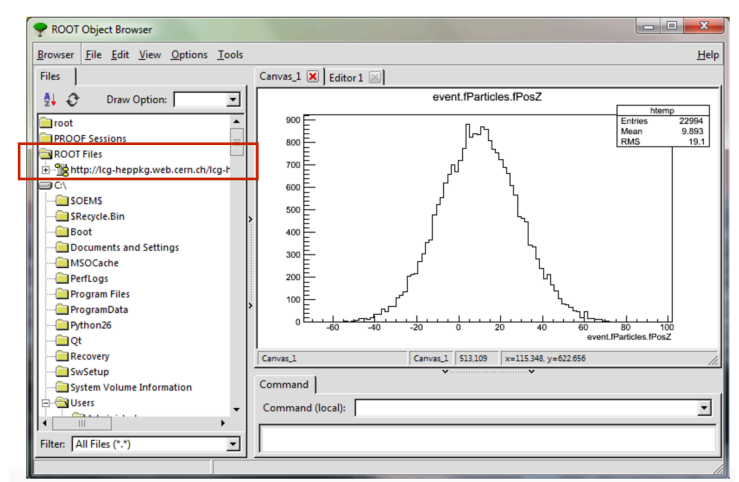 ROOT Object Browser
Browser File Edit View Options Tools Help
Files
Draw Option:
root
PROOF Sessions
ROOT Files
http://lcg-heppkg.web.cern.ch/lcg-h
C:\
$OEM$
$Recycle.Bin
Boot
Documents and Settings
MSOCache
PerfLogs
Program Files
ProgramData
Python26
Qt
Recovery
SwSetup
System Volume Information
Users
Filter: All Files (*.*)
Canvas_1 Editor 1
event.fParticles.fPosZ
htemp
Entries 22994
Mean 9.893
RMS 19.1
900
800
700
600
500
400
300
200
100
0
-60 -40 -20 0 20 40 60 80 100
event.fParticles.fPosZ
Canvas_1 Canvas_1 513,109 x=115.348, y=622.656
Command
Command (local):